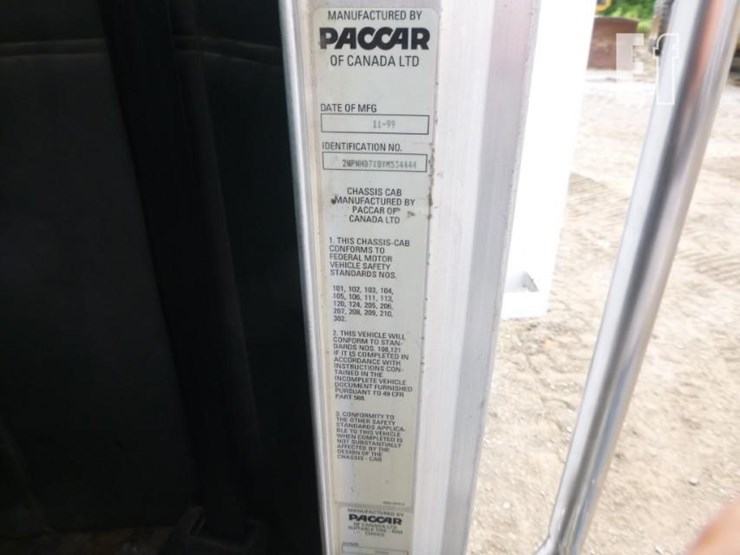 MANUFACTURED BY
PACCAR
OF CANADA LTD
DATE OF MFG
11-99
IDENTIFICATION NO.
CHASSIS CAB
MANUFACTURED BY
PACCAR OF
CANADA LTD
1. THIS CHASSIS-CAB
CONFORMS TO
FEDERAL MOTOR
VEHICLE SAFETY
STANDARDS NOS.
101, 102, 103, 104,
105, 106, 111, 113,
120, 124, 205, 206,
207, 208, 209, 210,
302.
2. THIS VEHICLE WILL
CONFORM TO STAN-
DARDS NOS. 108,121
IF IT IS COMPLETED IN
ACCORDANCE WITH
INSTRUCTIONS CON-
TAINED IN THE
INCOMPLETE VEHICLE
DOCUMENT FURNISHED
PURSUANT TO 49 CFR
PART 568.
3. CONFORMITY TO
THE OTHER SAFETY
STANDARDS APPLICA-
BLE TO THIS VEHICLE
WHEN COMPLETED IS
NOT SUBSTANTIALLY
AFFECTED BY THE
DESIGN OF THE
CHASSIS - CAB
MANUFACTURED BY
PACCAR
OF CANADA LTD